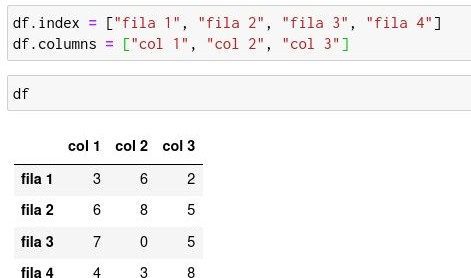 df.index = ["fila 1", "fila 2", "fila 3", "fila 4"]
df.columns = ["col 1", "col 2", "col 3"]
df
col 1 col 2 col 3
fila 1 3 6 2
fila 2 6 8 5
fila 3 7 0 5
fila 4 4 3 8